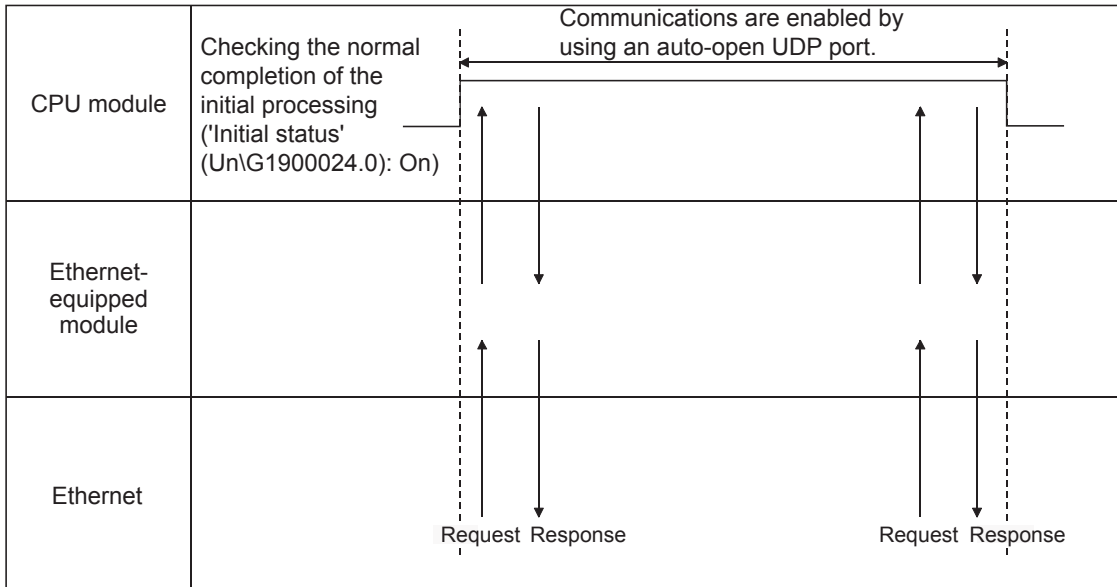 Communications are enabled by
using an auto-open UDP port.
Checking the normal
completion of the
initial processing
('Initial status'
(Un\G1900024.0): On)
CPU module
Ethernet-
equipped
module
Ethernet
Request Response Request Response